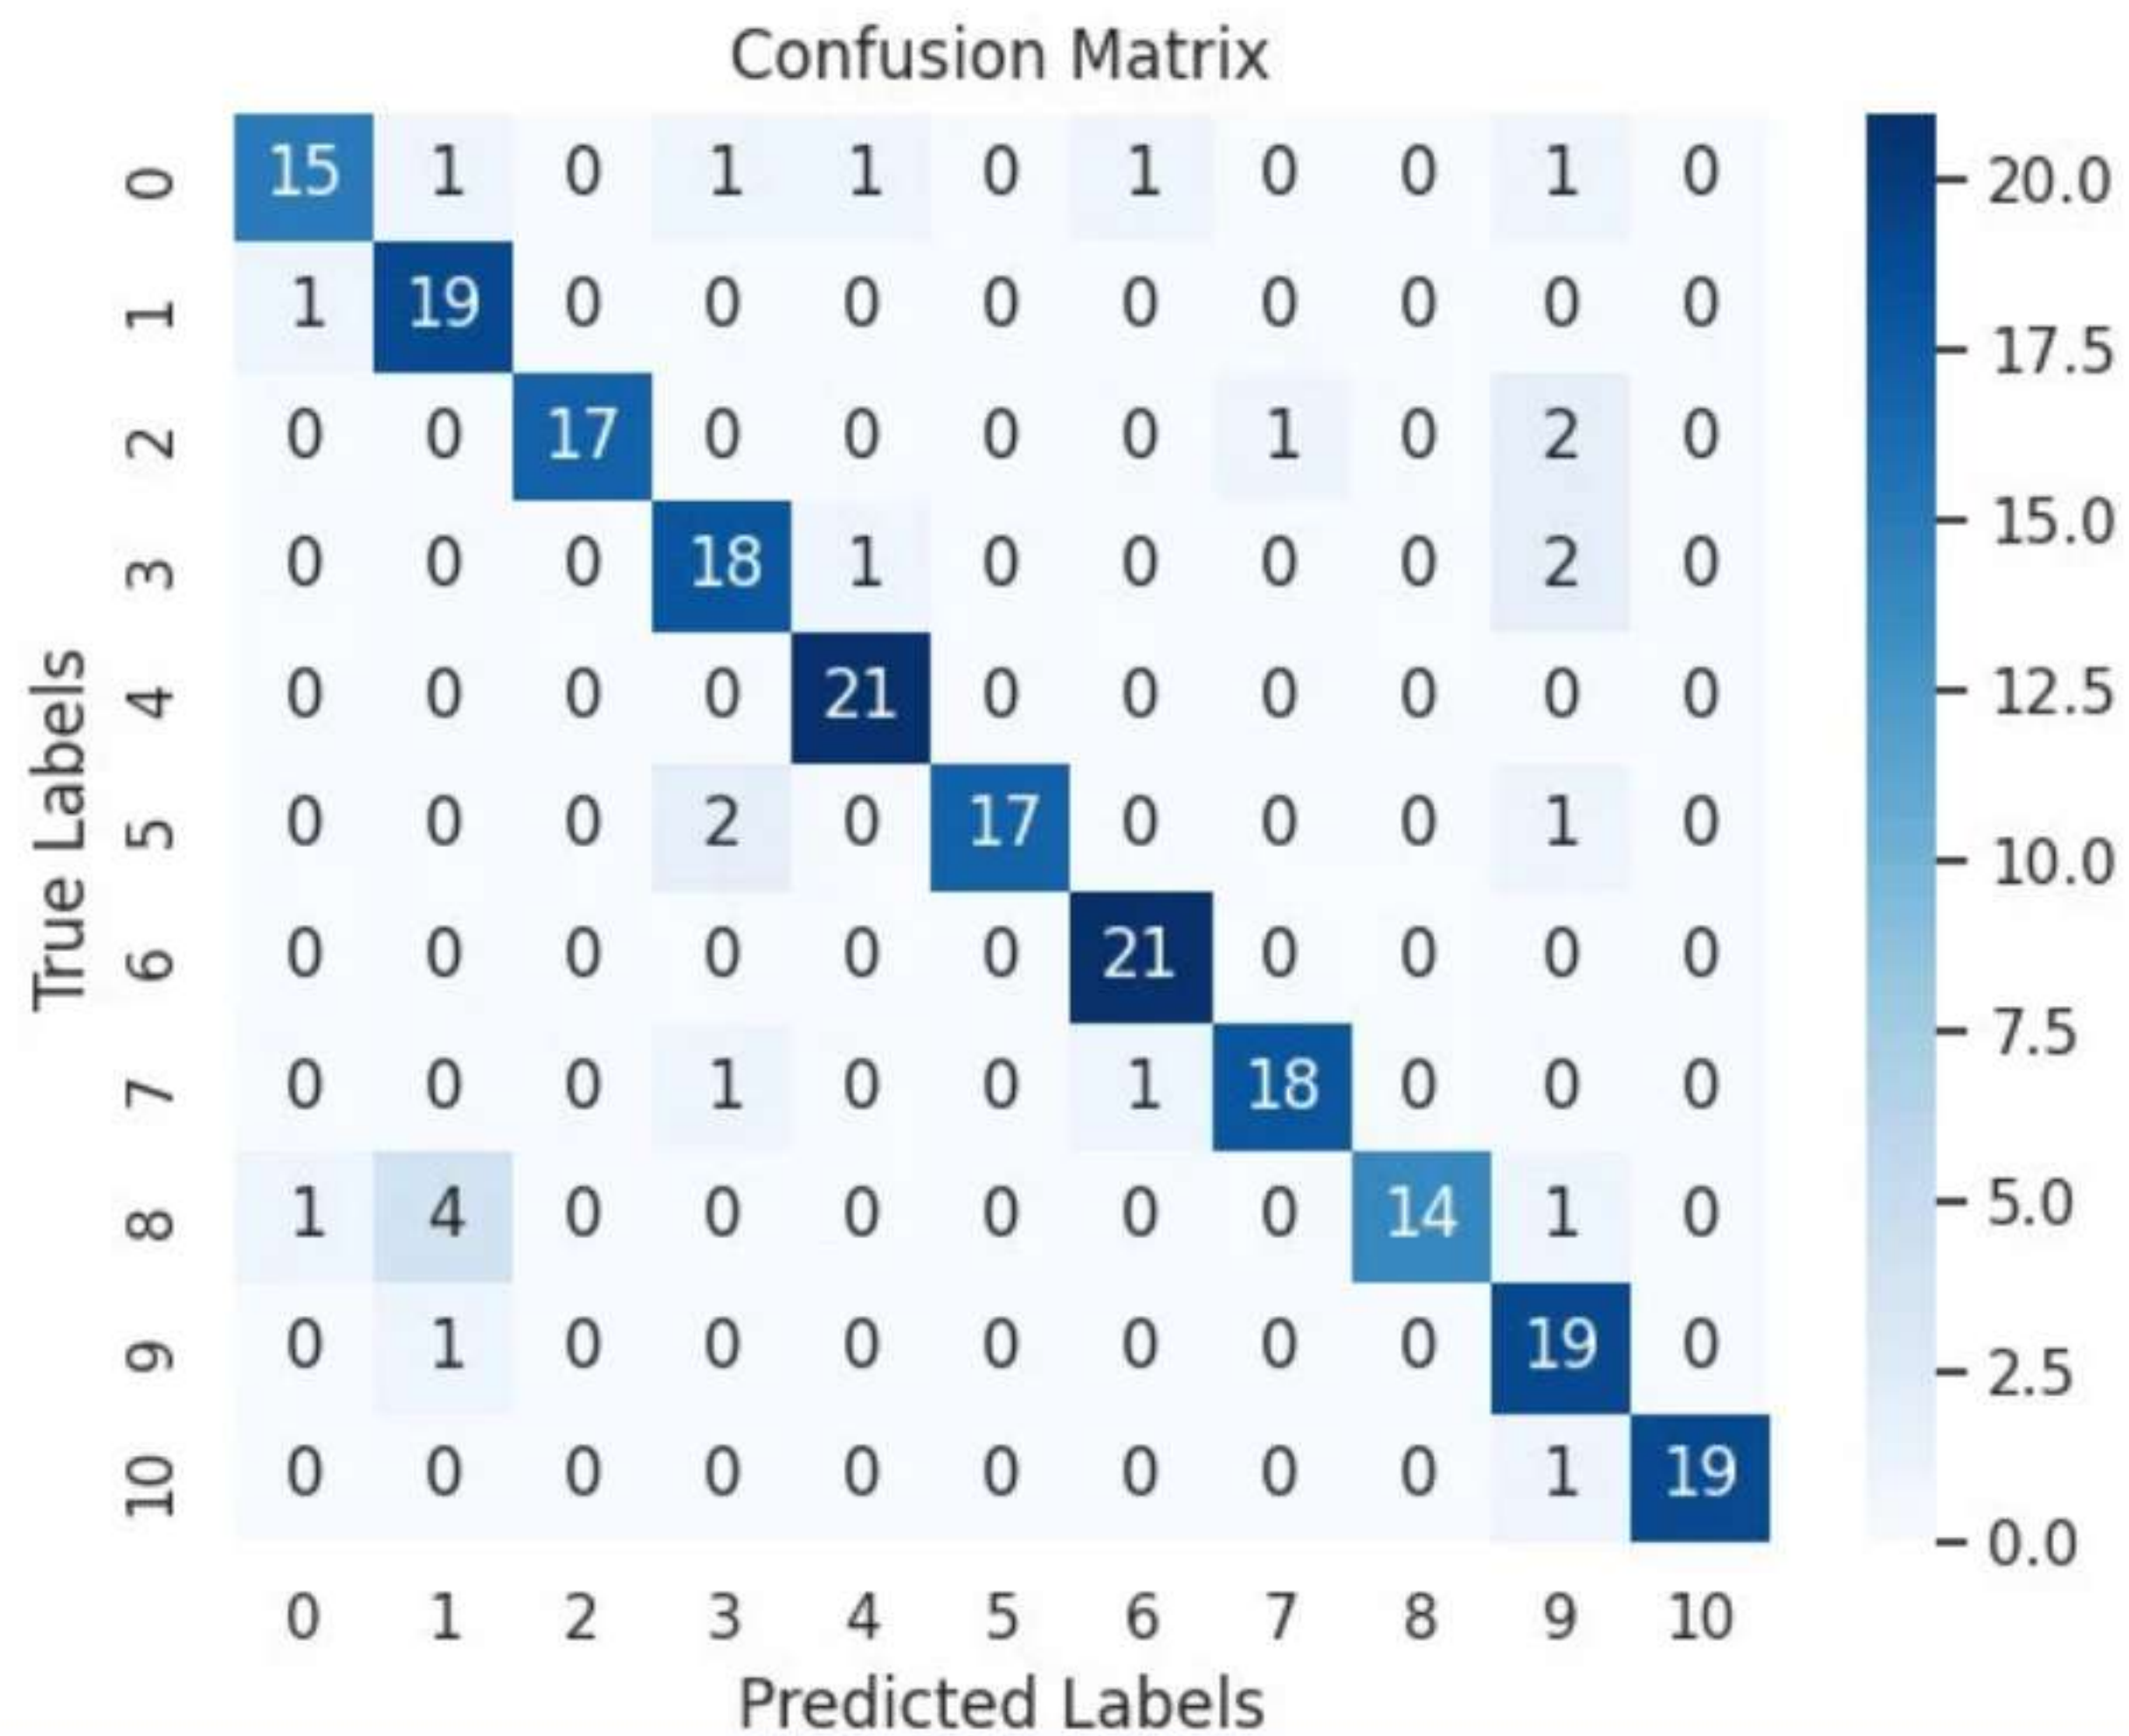 Confusion Matrix
0 15 1 0 1 1 0 1 0 0 1 0
1 1 19 0 0 0 0 0 0 0 0 0
2 0 0 17 0 0 0 0 1 0 2 0
3 0 0 0 18 1 0 0 0 0 2 0
4 0 0 0 0 21 0 0 0 0 0 0
5 0 0 0 2 0 17 0 0 0 1 0
6 0 0 0 0 0 0 21 0 0 0 0
7 0 0 0 1 0 0 1 18 0 0 0
8 1 4 0 0 0 0 0 0 14 1 0
9 0 1 0 0 0 0 0 0 0 19 0
10 0 0 0 0 0 0 0 0 0 1 19
0 1 2 3 4 5 6 7 8 9 10
True Labels
Predicted Labels
20.0
17.5
15.0
12.5
10.0
7.5
5.0
2.5
0.0